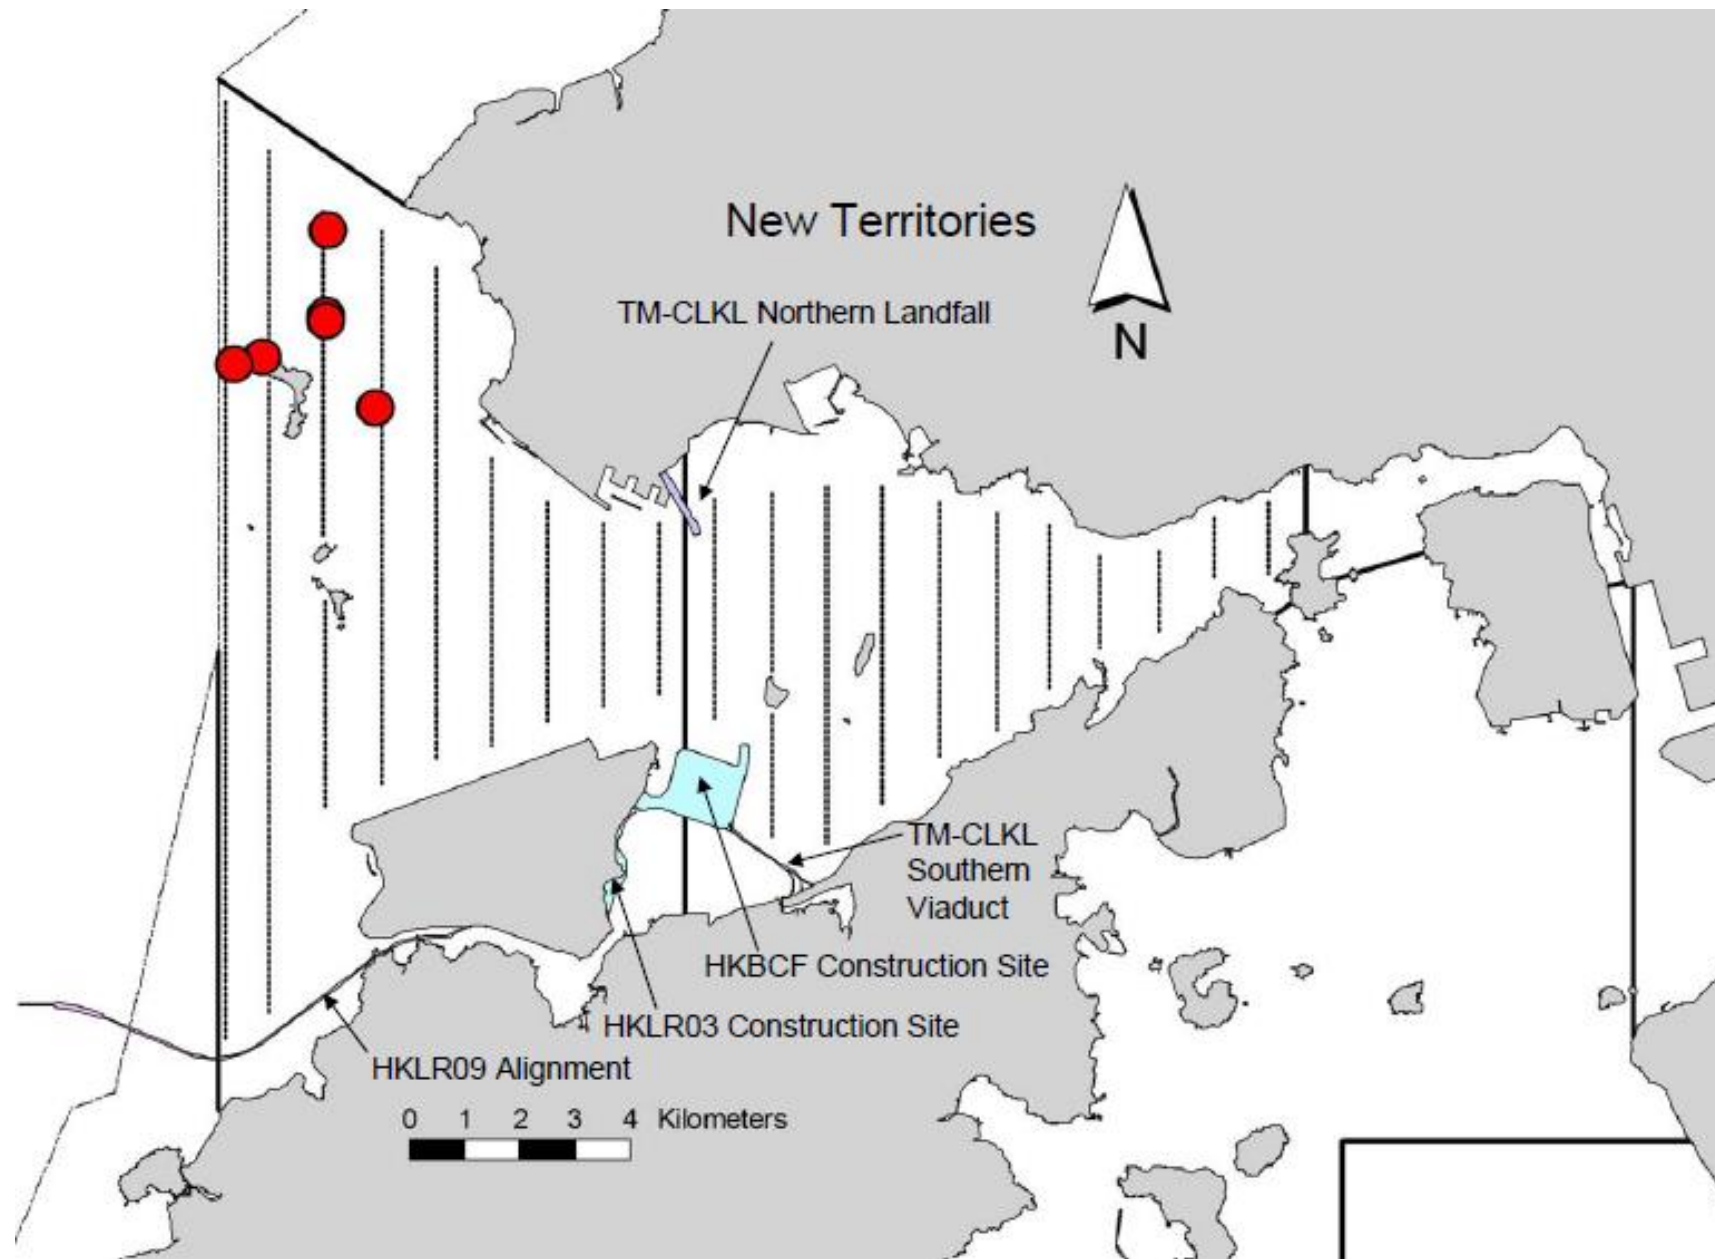 New Territories
TM-CLKL Northern Landfall
N
TM-CLKL
Southern
Viaduct
HKBCF Construction Site
HKLR03 Construction Site
HKLR09 Alignment
0 1 2 3 4 Kilometers